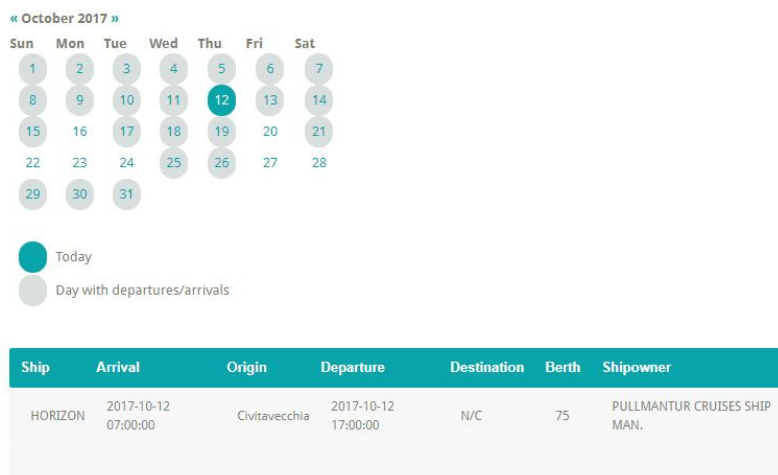 « October 2017 »
Sun Mon Tue Wed Thu Fri Sat
1 2 3 4 5 6 7
8 9 10 11 12 13 14
15 16 17 18 19 20 21
22 23 24 25 26 27 28
29 30 31
Today
Day with departures/arrivals
Ship Arrival Origin Departure Destination Berth Shipowner
HORIZON 2017-10-12 Civitavecchia 2017-10-12 N/C 75 PULLMANTUR CRUISES SHIP
07:00:00 17:00:00 MAN.